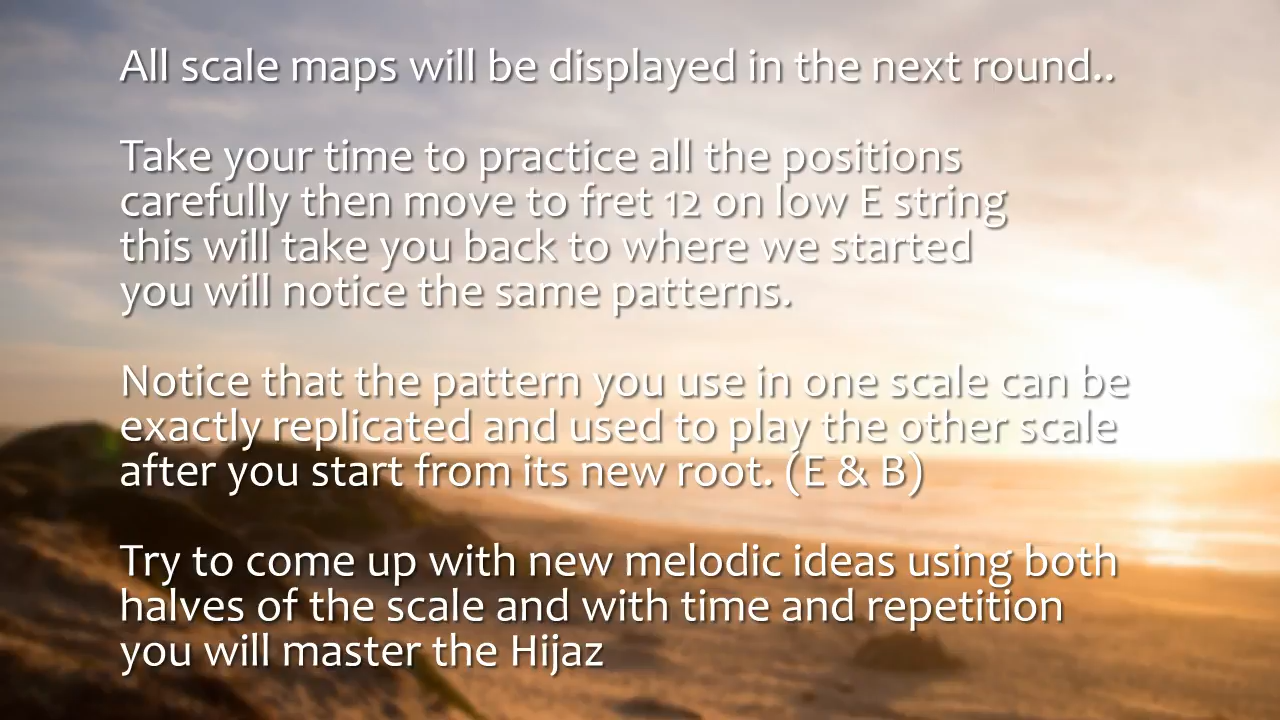 All scale maps will be displayed in the next round..
Take your time to practice all the positions
carefully then move to fret 12 on low E string
this will take you back to where we started
you will notice the same patterns.
Notice that the pattern you use in one scale can be
exactly replicated and used to play the other scale
after you start from its new root. (E & B)
Try to come up with new melodic ideas using both
halves of the scale and with time and repetition
you will master the Hijaz